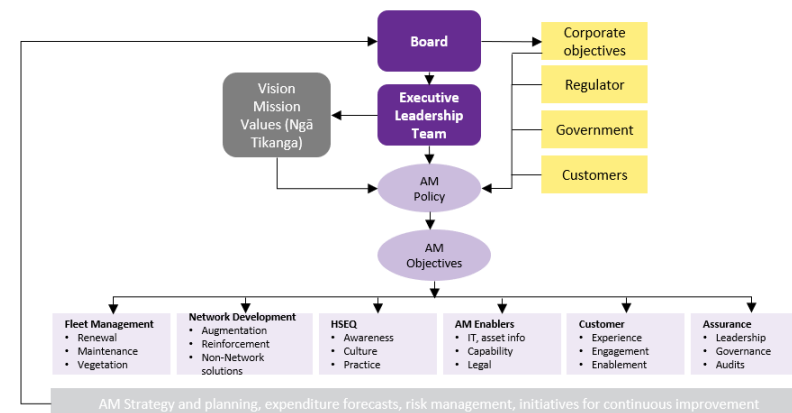 Board
Corporate
objectives
Vision
Mission
Values (Ngā
Tikanga)
Executive
Leadership
Team
Regulator
Government
Customers
AM
Policy
AM
Objectives
Fleet Management
• Renewal
• Maintenance
• Vegetation
Network Development
• Augmentation
• Reinforcement
• Non-Network
solutions
HSEQ
• Awareness
• Culture
• Practice
AM Enablers
• IT, asset info
• Capability
• Legal
Customer
• Experience
• Engagement
• Enablement
Assurance
• Leadership
• Governance
• Audits
AM Strategy and planning, expenditure forecasts, risk management, initiatives for continuous improvement